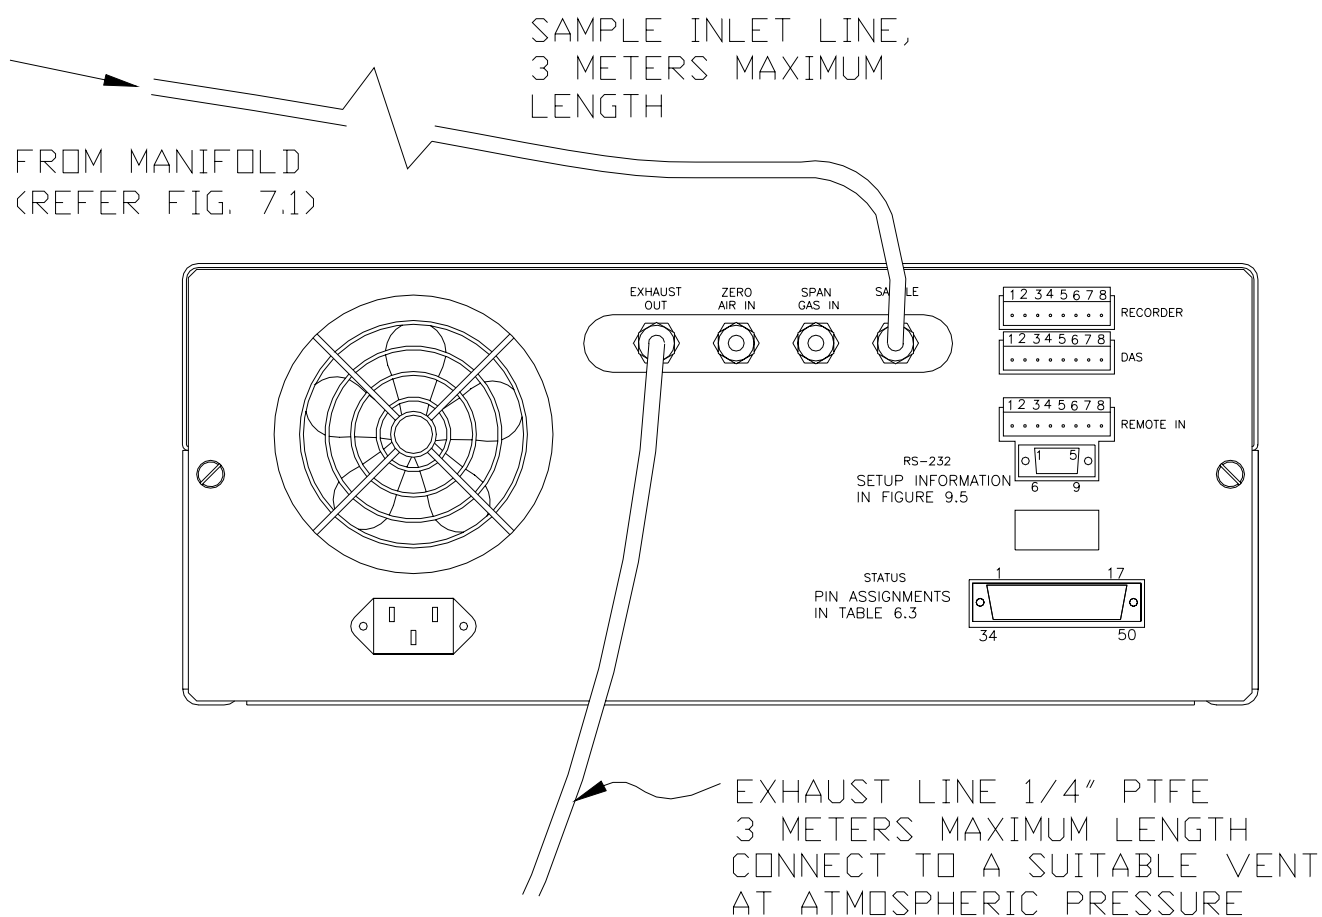 SAMPLE INLET LINE,
3 METERS MAXIMUM
LENGTH
FROM MANIFOLD
(REFER FIG. 7.1)
EXHAUST
OUT
ZERO
AIR IN
SPAN
GAS IN
1 2 3 4 5 6 7 8
RECORDER
1 2 3 4 5 6 7 8
DAS
1 2 3 4 5 6 7 8
REMOTE IN
RS-232
SETUP INFORMATION
IN FIGURE 9.5
1 5
6 9
STATUS
PIN ASSIGNMENTS
IN TABLE 6.3
1 17
34 50
EXHAUST LINE 1/4" PTFE
3 METERS MAXIMUM LENGTH
CONNECT TO A SUITABLE VENT
AT ATMOSPHERIC PRESSURE